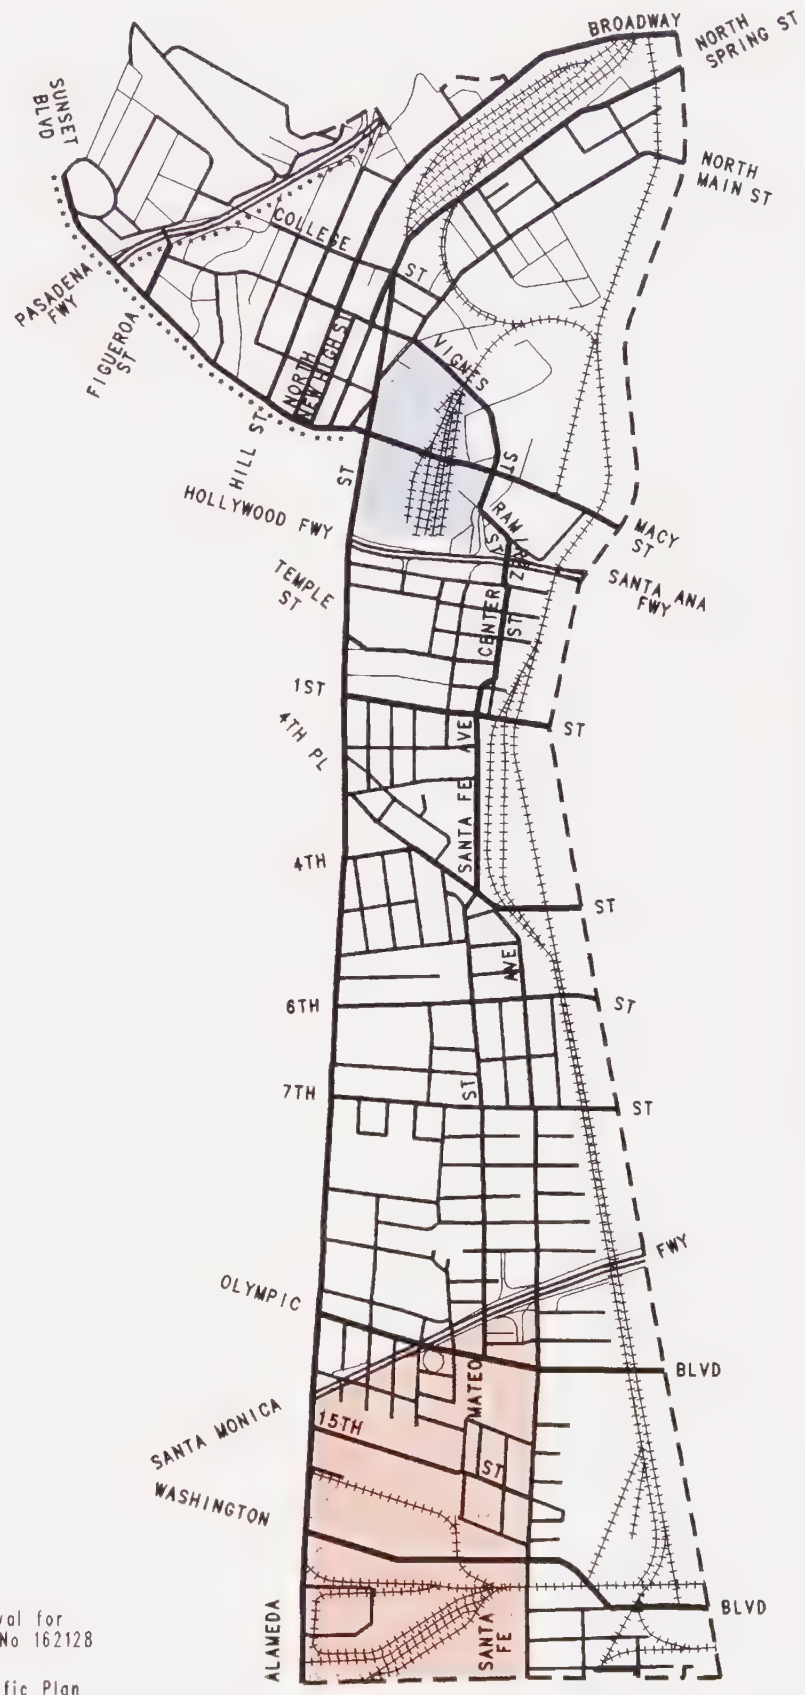 BROADWAY
NORTH
SPRING ST
SUNSET
BLVD
NORTH
MAIN ST
COLLEGE
ST
PASADENA
FWY
FIGUEROA
ST
NORTH
NEW HIGH ST
VIGNES
ST
HILL ST
ST
HOLLYWOOD FWY
RAMIREZ
ST
MACY
ST
TEMPLE
ST
SANTA ANA
FWY
CENTER
ST
1ST
ST
4TH PL
SANTA FE AVE
4TH
ST
AVE
6TH
ST
7TH
ST
ST
FWY
OLYMPIC
BLVD
MATEO
SANTA MONICA
15TH
ST
WASHINGTON
BLVD
ALAMEDA
SANTA
FE
val for
No 162128
fic Plan